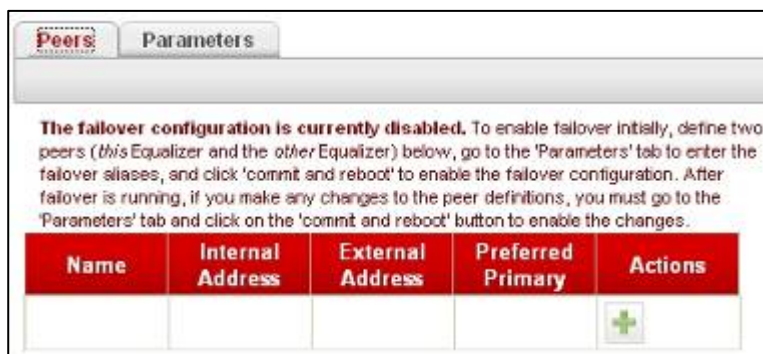 Peers Parameters
The failover configuration is currently disabled. To enable failover initially, define two
peers (this Equalizer and the other Equalizer) below, go to the 'Parameters' tab to enter the
failover aliases, and click 'commit and reboot' to enable the failover configuration. After
failover is running, if you make any changes to the peer definitions, you must go to the
'Parameters' tab and click on the 'commit and reboot' button to enable the changes.
Name Internal Address External Address Preferred Primary Actions